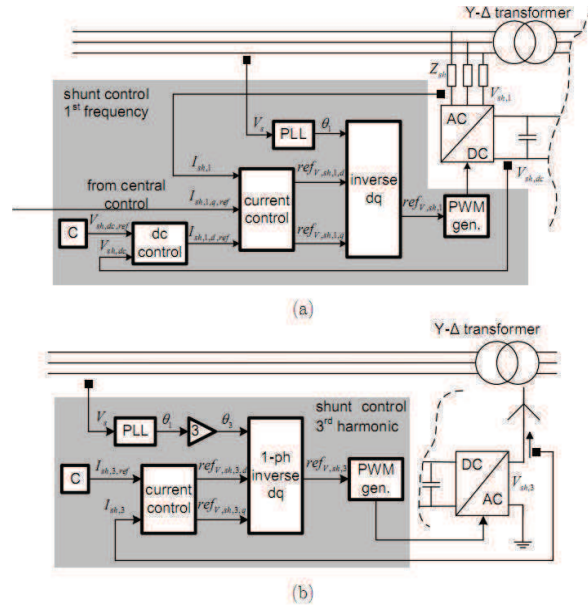 Y-Δ transformer
Z_sh
shunt control
1st frequency
V_s
PLL
θ_1
V_sh,1
AC
DC
I_sh,1
ref_V,sh,1,d
inverse
dq
V_sh,dc
from central
control
I_sh,1,q,ref
current
control
ref_V,sh,1
PWM
gen.
C
V_sh,dc,ref
V_sh,dc
dc
control
I_sh,1,d,ref
ref_V,sh,1,q
(a)
Y-Δ transformer
shunt control
3rd harmonic
V_s
PLL
θ_1
3
θ_3
C
I_sh,3,ref
I_sh,3
current
control
ref_V,sh,3,d
ref_V,sh,3,q
1-ph
inverse
dq
ref_V,sh,3
PWM
gen.
DC
AC
V_sh,3
(b)